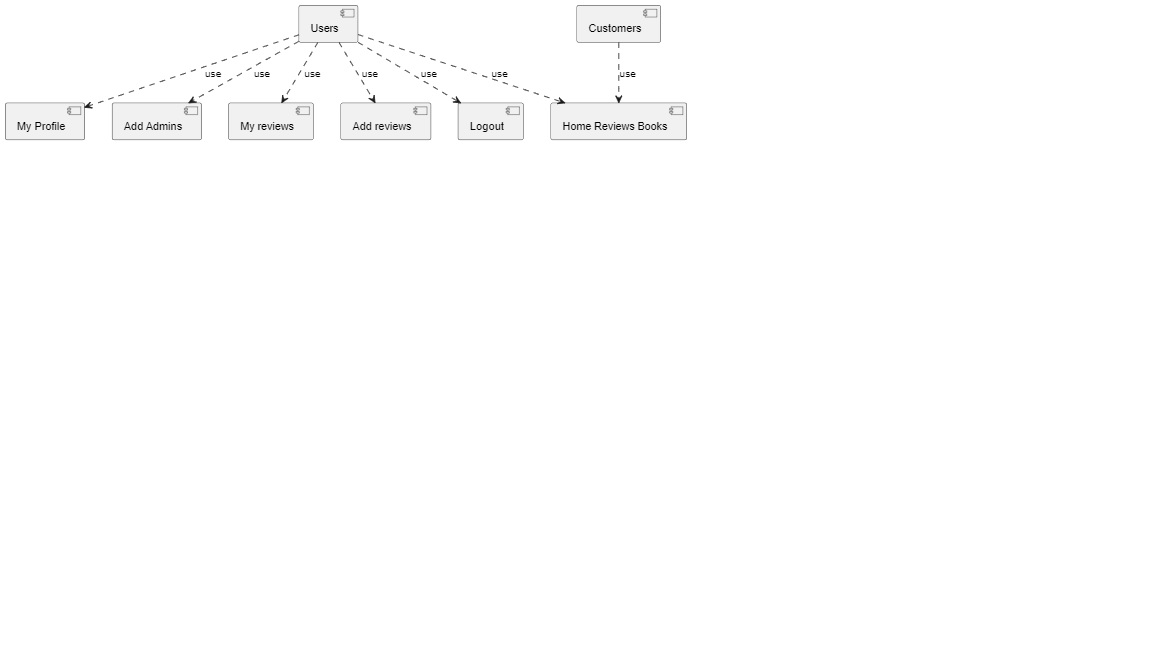 Users
Customers
use
use
use
use
use
use
use
My Profile
Add Admins
My reviews
Add reviews
Logout
Home Reviews Books